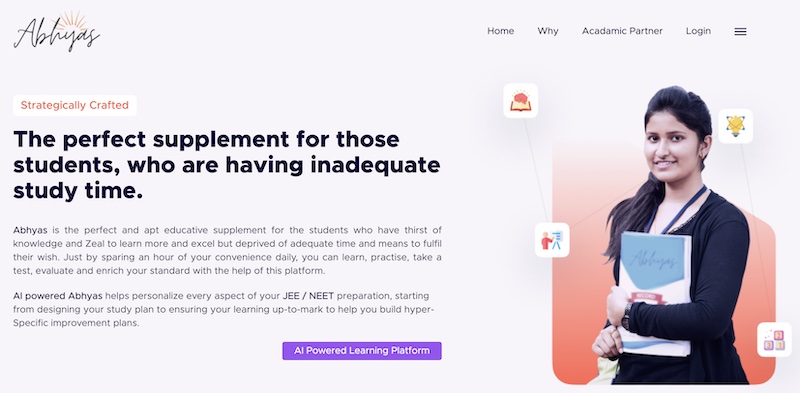 Abhyas
Home Why Acadamic Partner Login
Strategically Crafted
The perfect supplement for those
students, who are having inadequate
study time.
Abhyas is the perfect and apt educative supplement for the students who have thirst of
knowledge and Zeal to learn more and excel but deprived of adequate time and means to fulfil
their wish. Just by sparing an hour of your convenience daily, you can learn, practise, take a
test, evaluate and enrich your standard with the help of this platform.
AI powered Abhyas helps personalize every aspect of your JEE / NEET preparation, starting
from designing your study plan to ensuring your learning up-to-mark to help you build hyper-
Specific improvement plans.
AI Powered Learning Platform
Abhyas